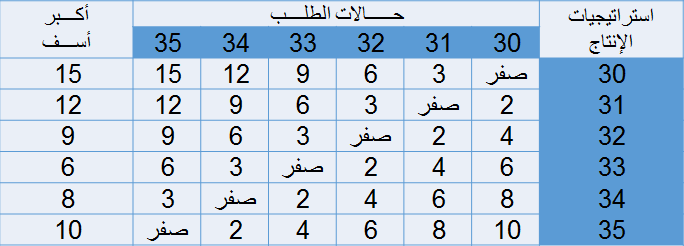 استراتيجيات الإنتاج حـــالات الطلـــب أكـــبر أســـف
30 31 32 33 34 35
30 صفر 3 6 9 12 15 15
31 2 صفر 3 6 9 12 12
32 4 2 صفر 3 6 9 9
33 6 4 2 صفر 3 6 6
34 8 6 4 2 صفر 3 8
35 10 8 6 4 2 صفر 10